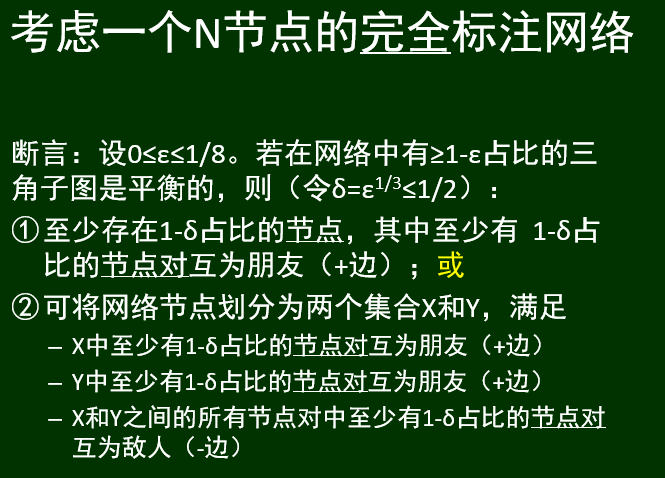 考虑一个N节点的完全标注网络
断言：设0≤ε≤1/8。若在网络中有≥1-ε占比的三
角子图是平衡的，则（令δ=ε1/3≤1/2）：
①至少存在1-δ占比的节点，其中至少有 1-δ占
比的节点对互为朋友（+边）；或
②可将网络节点划分为两个集合X和Y，满足
– X中至少有1-δ占比的节点对互为朋友（+边）
– Y中至少有1-δ占比的节点对互为朋友（+边）
– X和Y之间的所有节点对中至少有1-δ占比的节点对
互为敌人（-边）